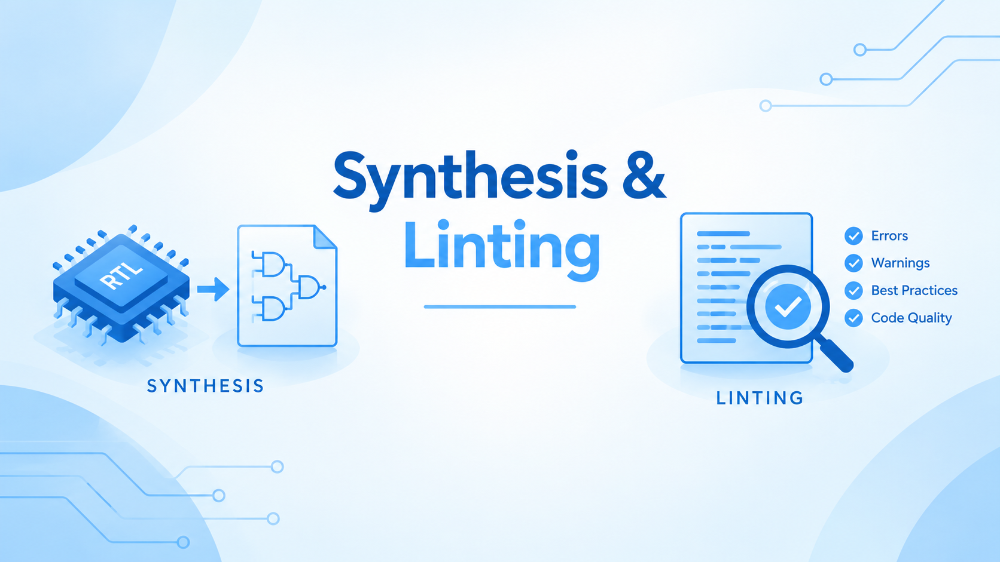 Synthesis &
Linting
RTL
SYNTHESIS
Errors
Warnings
Best Practices
Code Quality
LINTING